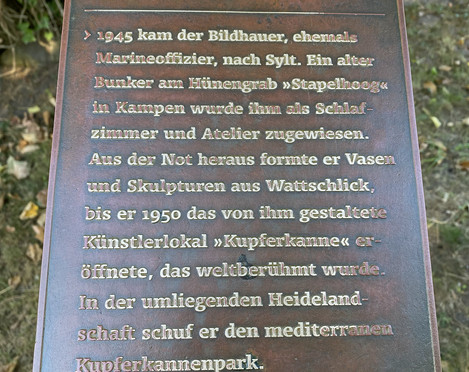 › 1945 kam der Bildhauer, ehemals
Marineoffizier, nach Sylt. Ein alter
Bunker am Hünengrab »Stapelhoog«
in Kampen wurde ihm als Schlaf-
zimmer und Atelier zugewiesen.
Aus der Not heraus formte er Vasen
und Skulpturen aus Wattschlick,
bis er 1950 das von ihm gestaltete
Künstlerlokal »Kupferkanne« er-
öffnete, das weltberühmt wurde.
In der umliegenden Heideland-
schaft schuf er den mediterranen
Kupferkannenpark.